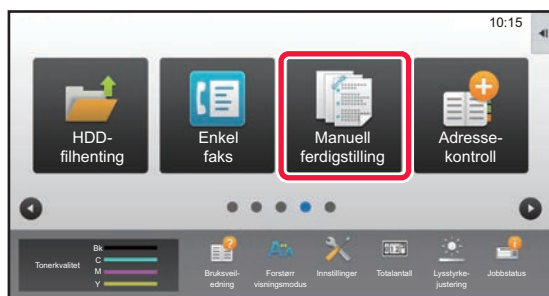 10:15
HDD-
filhenting
Enkel
faks
Manuell
ferdigstilling
Adresse-
kontroll
Tonerkvalitet
Bk
C
M
Y
Bruksveil-
edning
Forstørr
visningsmodus
Innstillinger
Totalantall
Lysstyrke-
justering
Jobbstatus